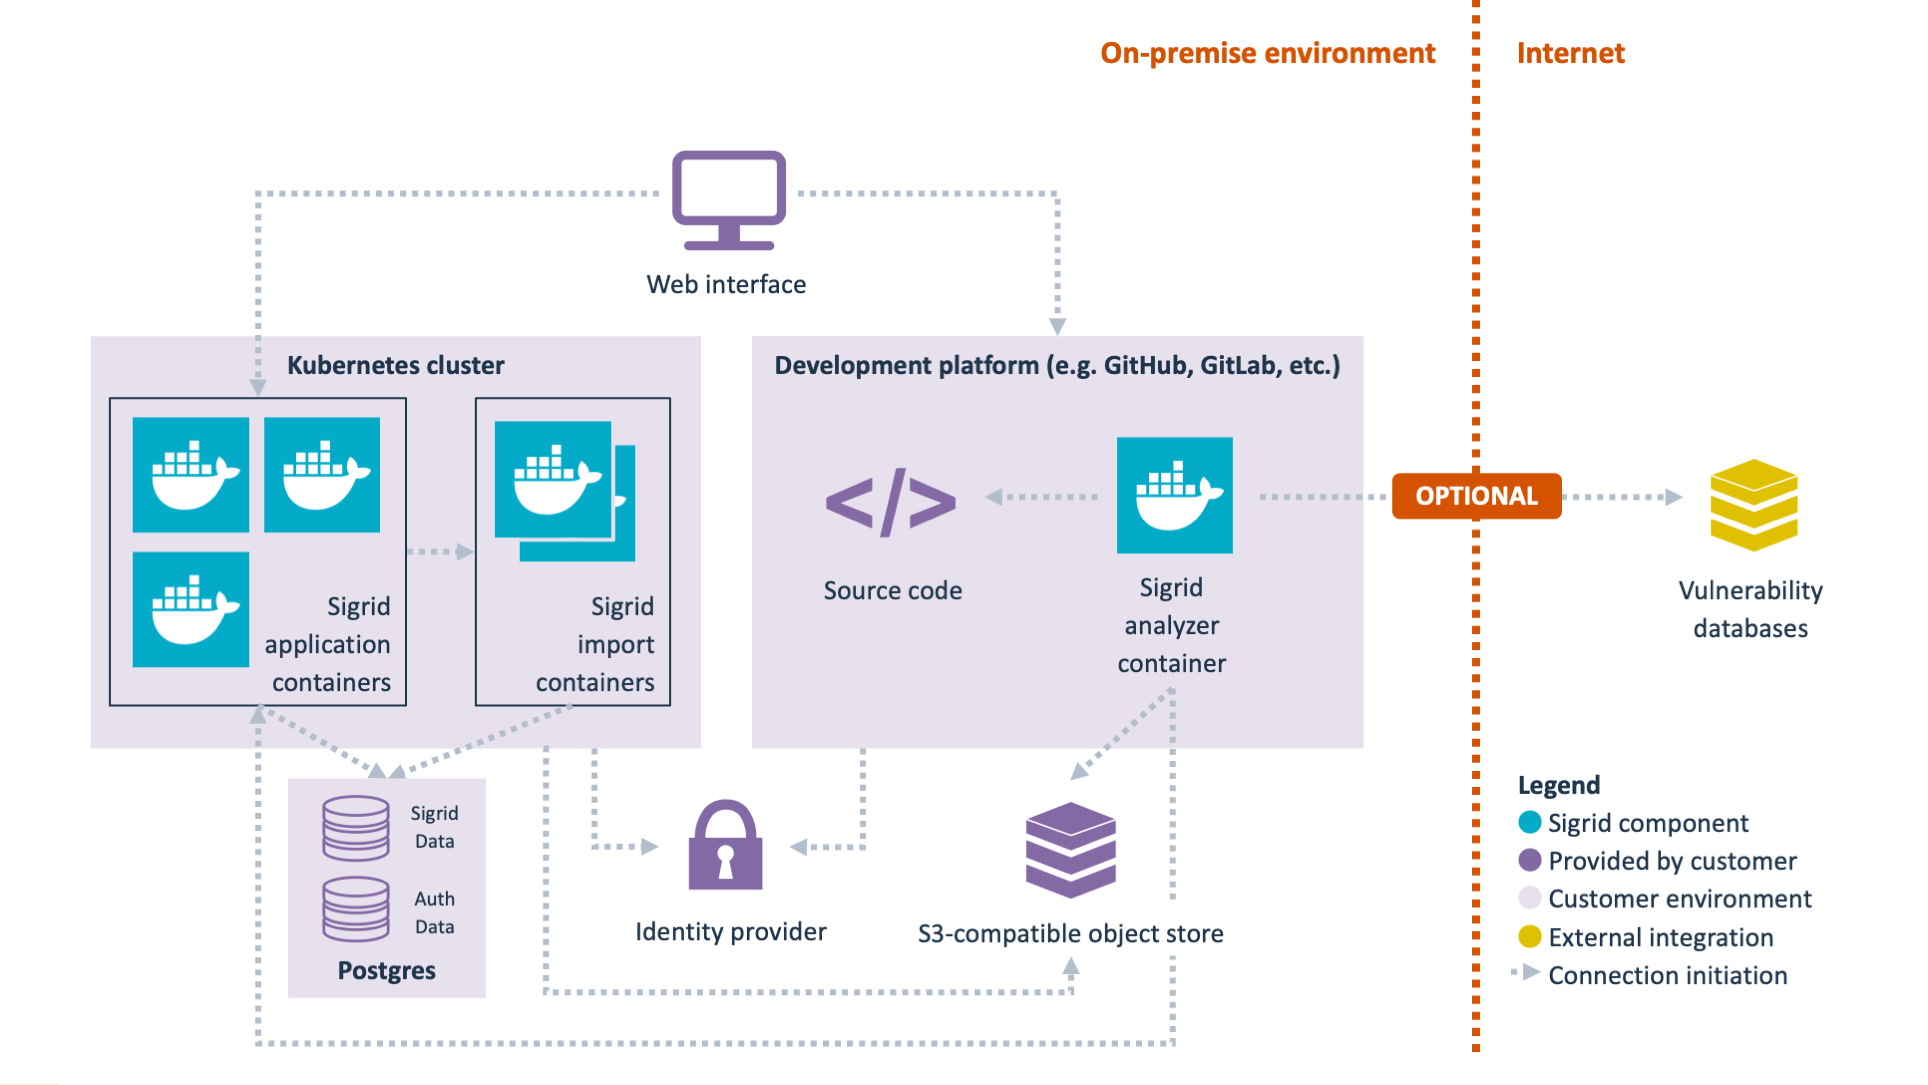 On-premise environment
Internet
Web interface
Kubernetes cluster
Sigrid
application
containers
Sigrid
import
containers
Development platform (e.g. GitHub, GitLab, etc.)
Source code
Sigrid
analyzer
container
OPTIONAL
Vulnerability
databases
Sigrid
Data
Auth
Data
Postgres
Identity provider
S3-compatible object store
Legend
Sigrid component
Provided by customer
Customer environment
External integration
Connection initiation